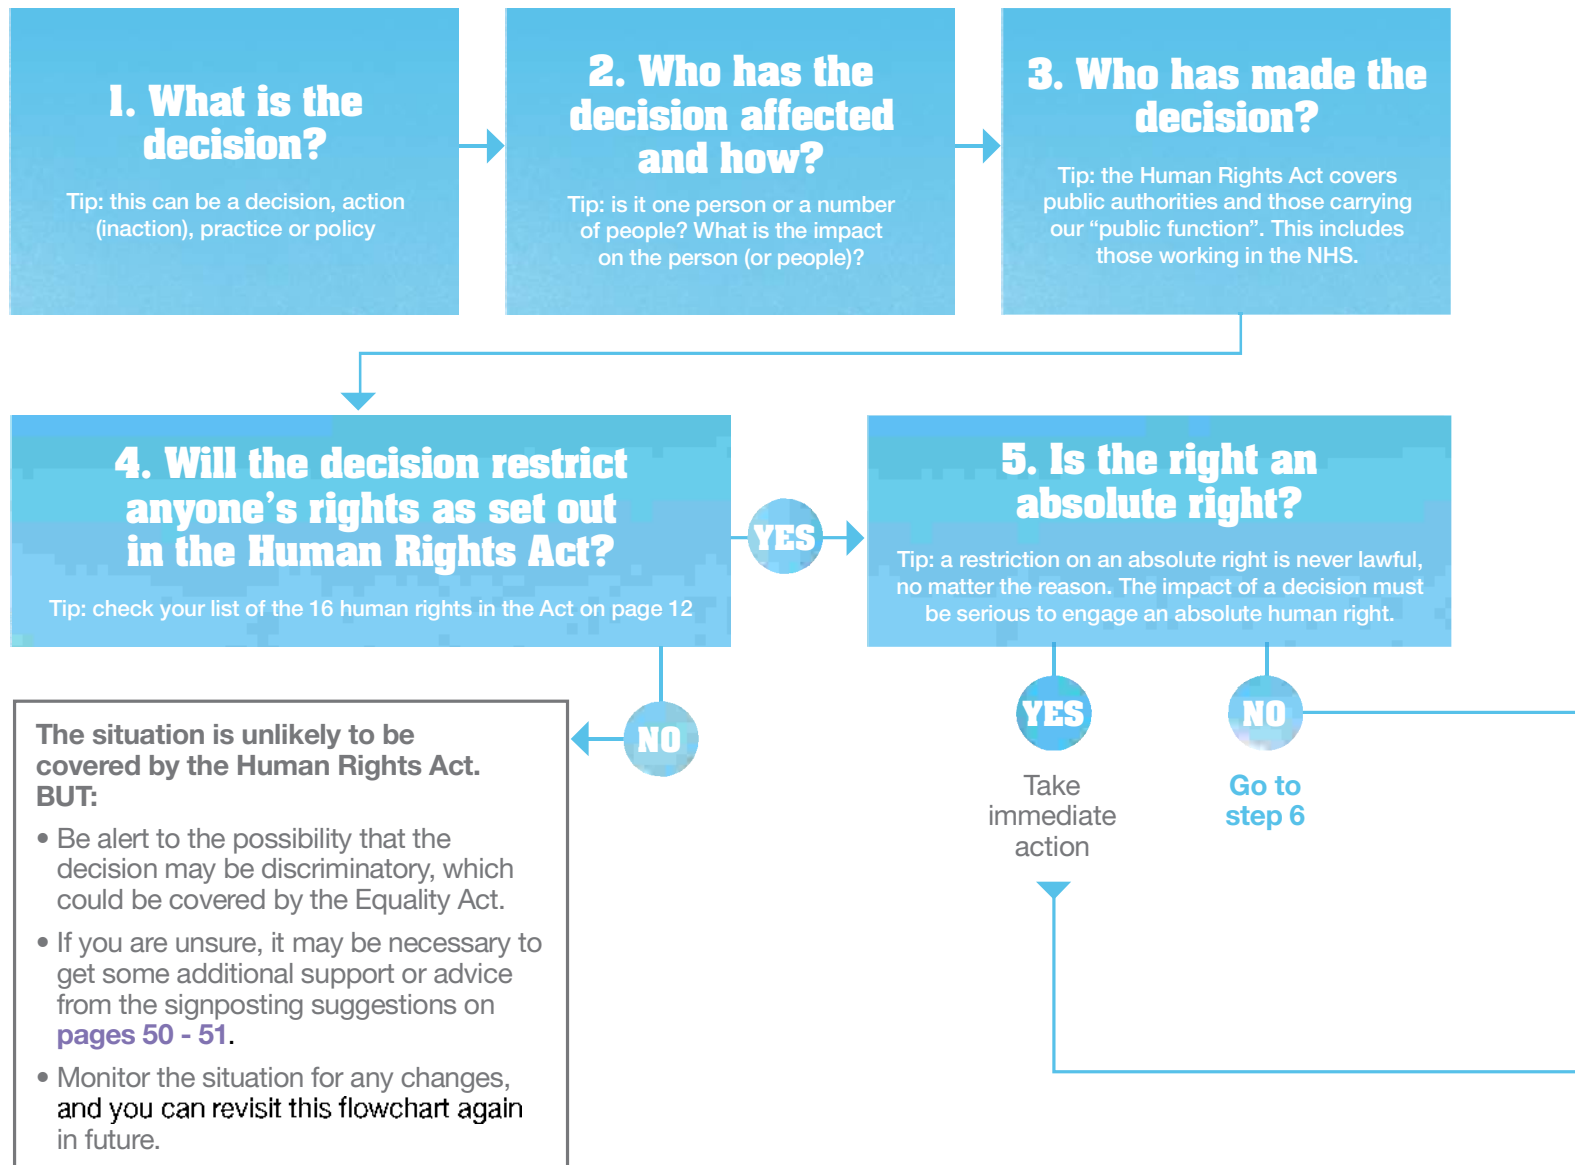 1. What is the
decision?
Tip: this can be a decision, action
(inaction), practice or policy
2. Who has the
decision affected
and how?
Tip: is it one person or a number
of people? What is the impact
on the person (or people)?
3. Who has made the
decision?
Tip: the Human Rights Act covers
public authorities and those carrying
our “public function”. This includes
those working in the NHS.
4. Will the decision restrict
anyone’s rights as set out
in the Human Rights Act?
Tip: check your list of the 16 human rights in the Act on page 12
YES
5. Is the right an
absolute right?
Tip: a restriction on an absolute right is never lawful,
no matter the reason. The impact of a decision must
be serious to engage an absolute human right.
NO
The situation is unlikely to be
covered by the Human Rights Act.
BUT:
• Be alert to the possibility that the
decision may be discriminatory, which
could be covered by the Equality Act.
• If you are unsure, it may be necessary to
get some additional support or advice
from the signposting suggestions on
pages 50 - 51.
• Monitor the situation for any changes,
and you can revisit this flowchart again
in future.
YES
Take
immediate
action
NO
Go to
step 6